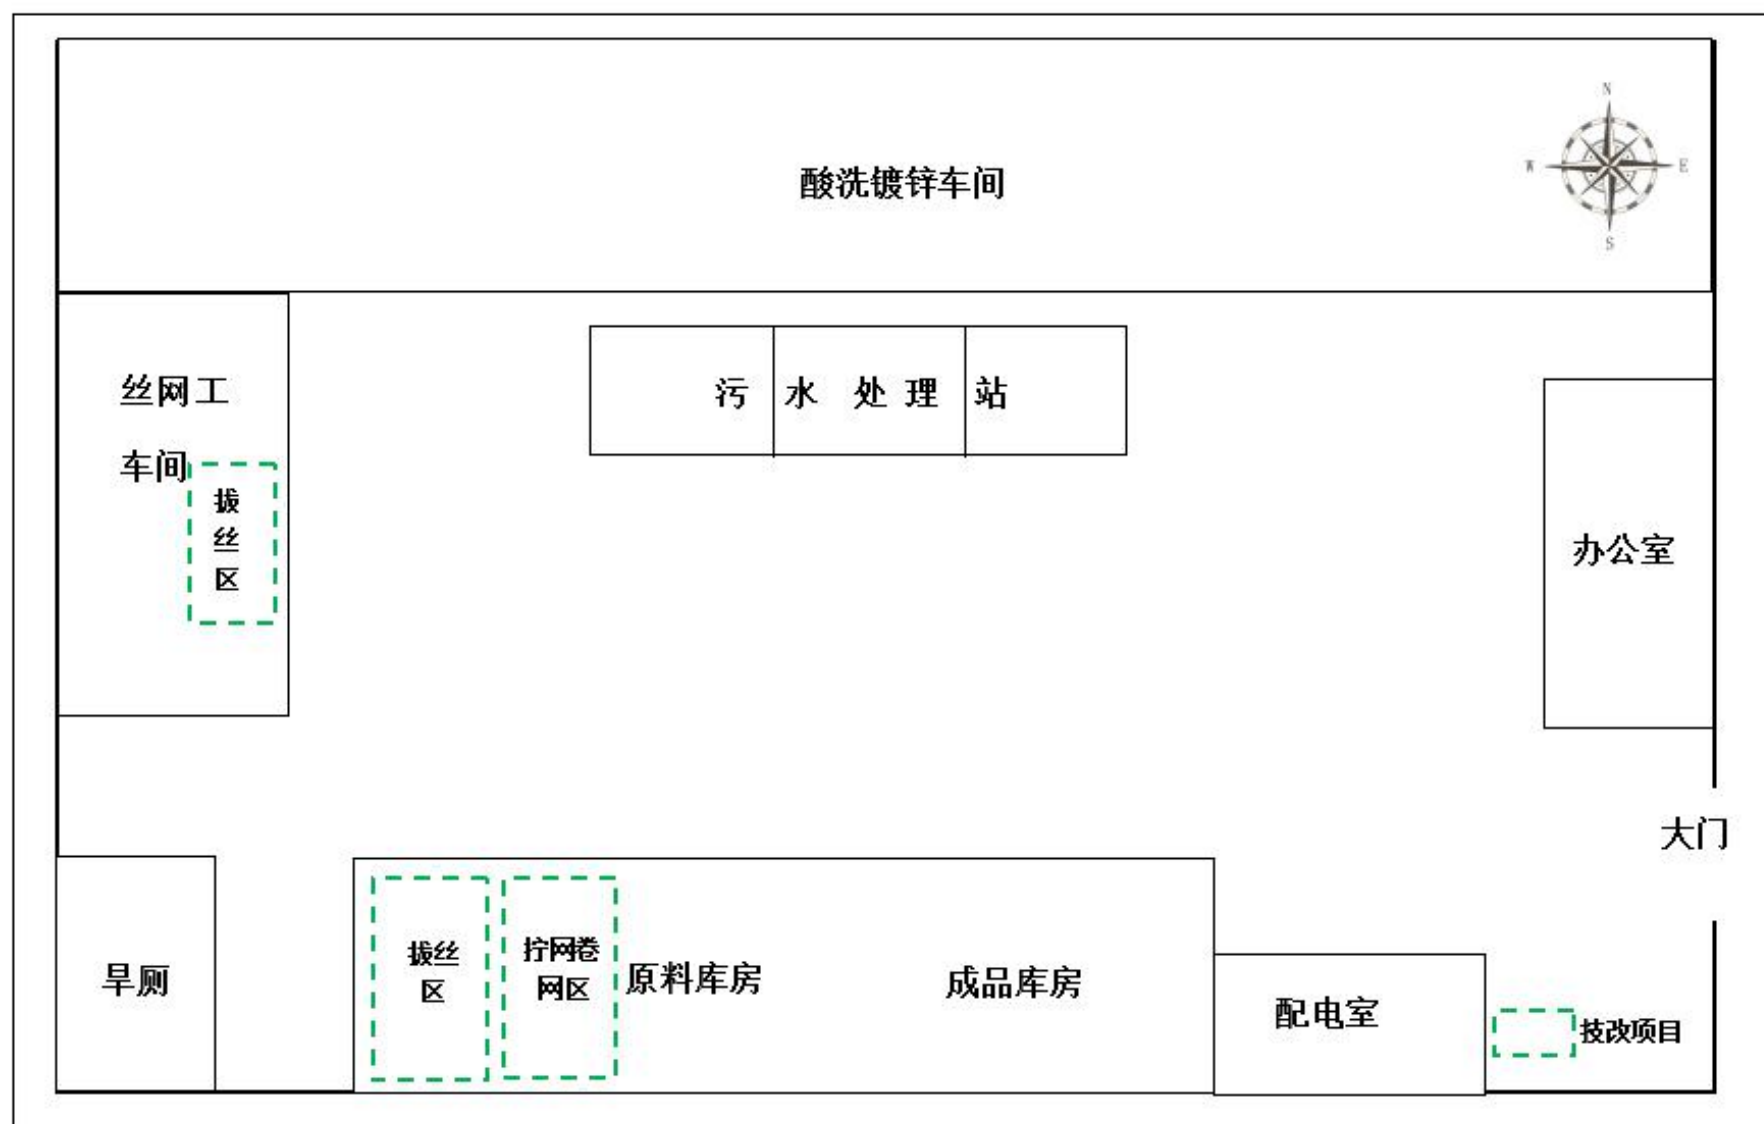 N
W
E
S
酸洗镀锌车间
丝网工
车间
拔
丝
区
污 水 处 理 站
办公室
大门
旱厕
拔丝
区
拧网卷
网区
原料库房
成品库房
配电室
技改项目